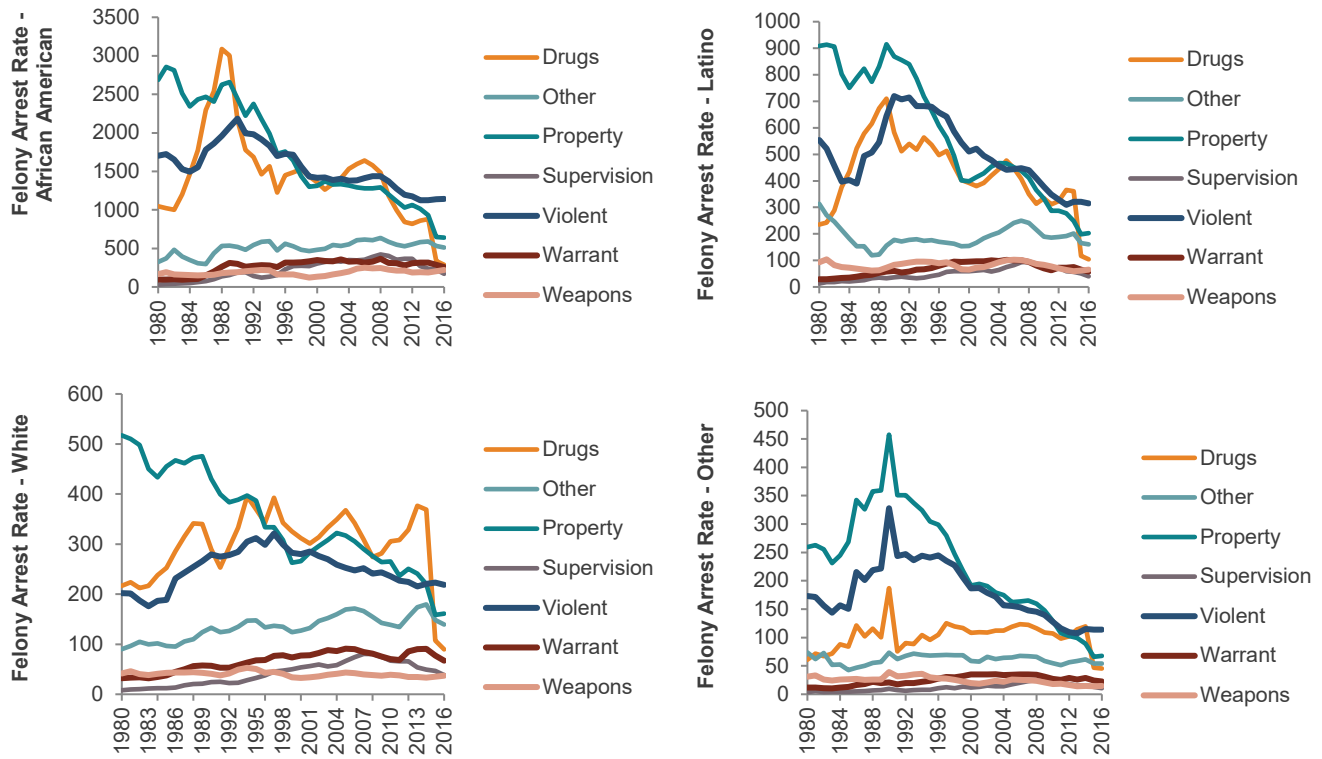 Felony Arrest Rate -
African American
3500
3000
2500
2000
1500
1000
500
0
1980
1984
1988
1992
1996
2000
2004
2008
2012
2016
Drugs
Other
Property
Supervision
Violent
Warrant
Weapons
Felony Arrest Rate - Latino
1000
900
800
700
600
500
400
300
200
100
0
1980
1984
1988
1992
1996
2000
2004
2008
2012
2016
Drugs
Other
Property
Supervision
Violent
Warrant
Weapons
Felony Arrest Rate - White
600
500
400
300
200
100
0
1980
1983
1986
1989
1992
1995
1998
2001
2004
2007
2010
2013
2016
Drugs
Other
Property
Supervision
Violent
Warrant
Weapons
Felony Arrest Rate - Other
500
450
400
350
300
250
200
150
100
50
0
1980
1984
1988
1992
1996
2000
2004
2008
2012
2016
Drugs
Other
Property
Supervision
Violent
Warrant
Weapons